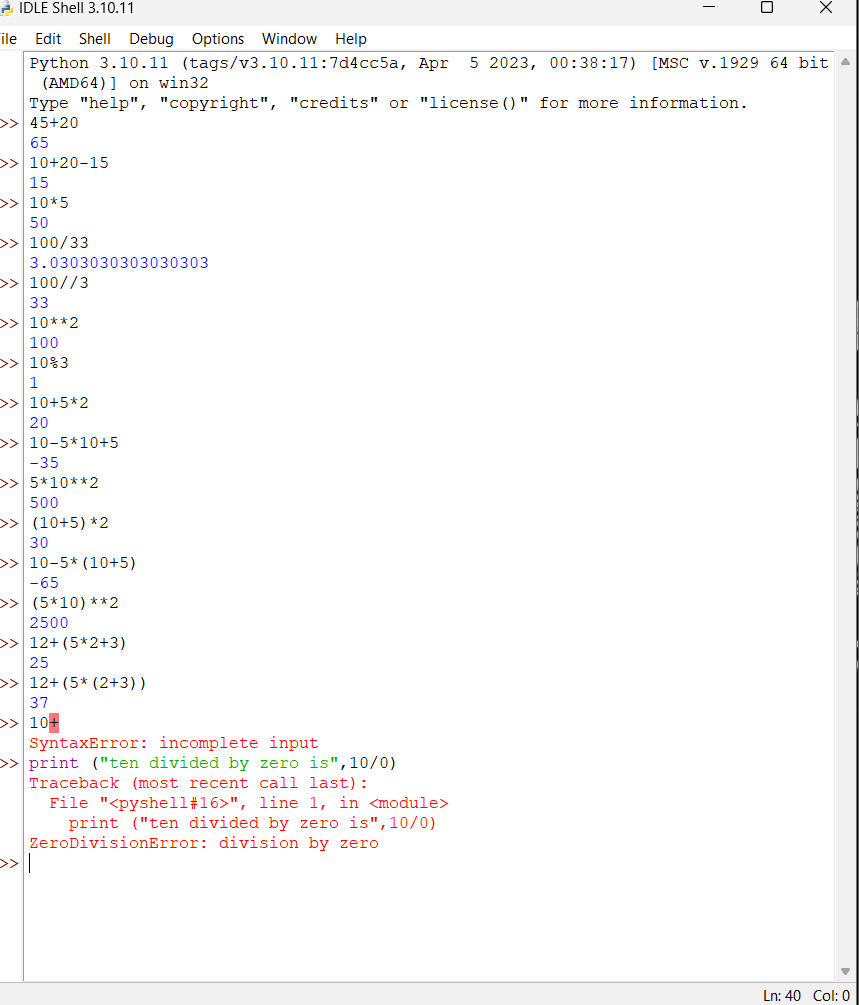 IDLE Shell 3.10.11
ile Edit Shell Debug Options Window Help
Python 3.10.11 (tags/v3.10.11:7d4cc5a, Apr  5 2023, 00:38:17) [MSC v.1929 64 bit
 (AMD64)] on win32
Type "help", "copyright", "credits" or "license()" for more information.
>> 45+20
65
>> 10+20-15
15
>> 10*5
50
>> 100/33
3.0303030303030303
>> 100//3
33
>> 10**2
100
>> 10%3
1
>> 10+5*2
20
>> 10-5*10+5
-35
>> 5*10**2
500
>> (10+5)*2
30
>> 10-5*(10+5)
-65
>> (5*10)**2
2500
>> 12+(5*2+3)
25
>> 12+(5*(2+3))
37
>> 10+
SyntaxError: incomplete input
>> print ("ten divided by zero is",10/0)
Traceback (most recent call last):
  File "<pyshell#16>", line 1, in <module>
    print ("ten divided by zero is",10/0)
ZeroDivisionError: division by zero
>>
Ln: 40 Col: 0